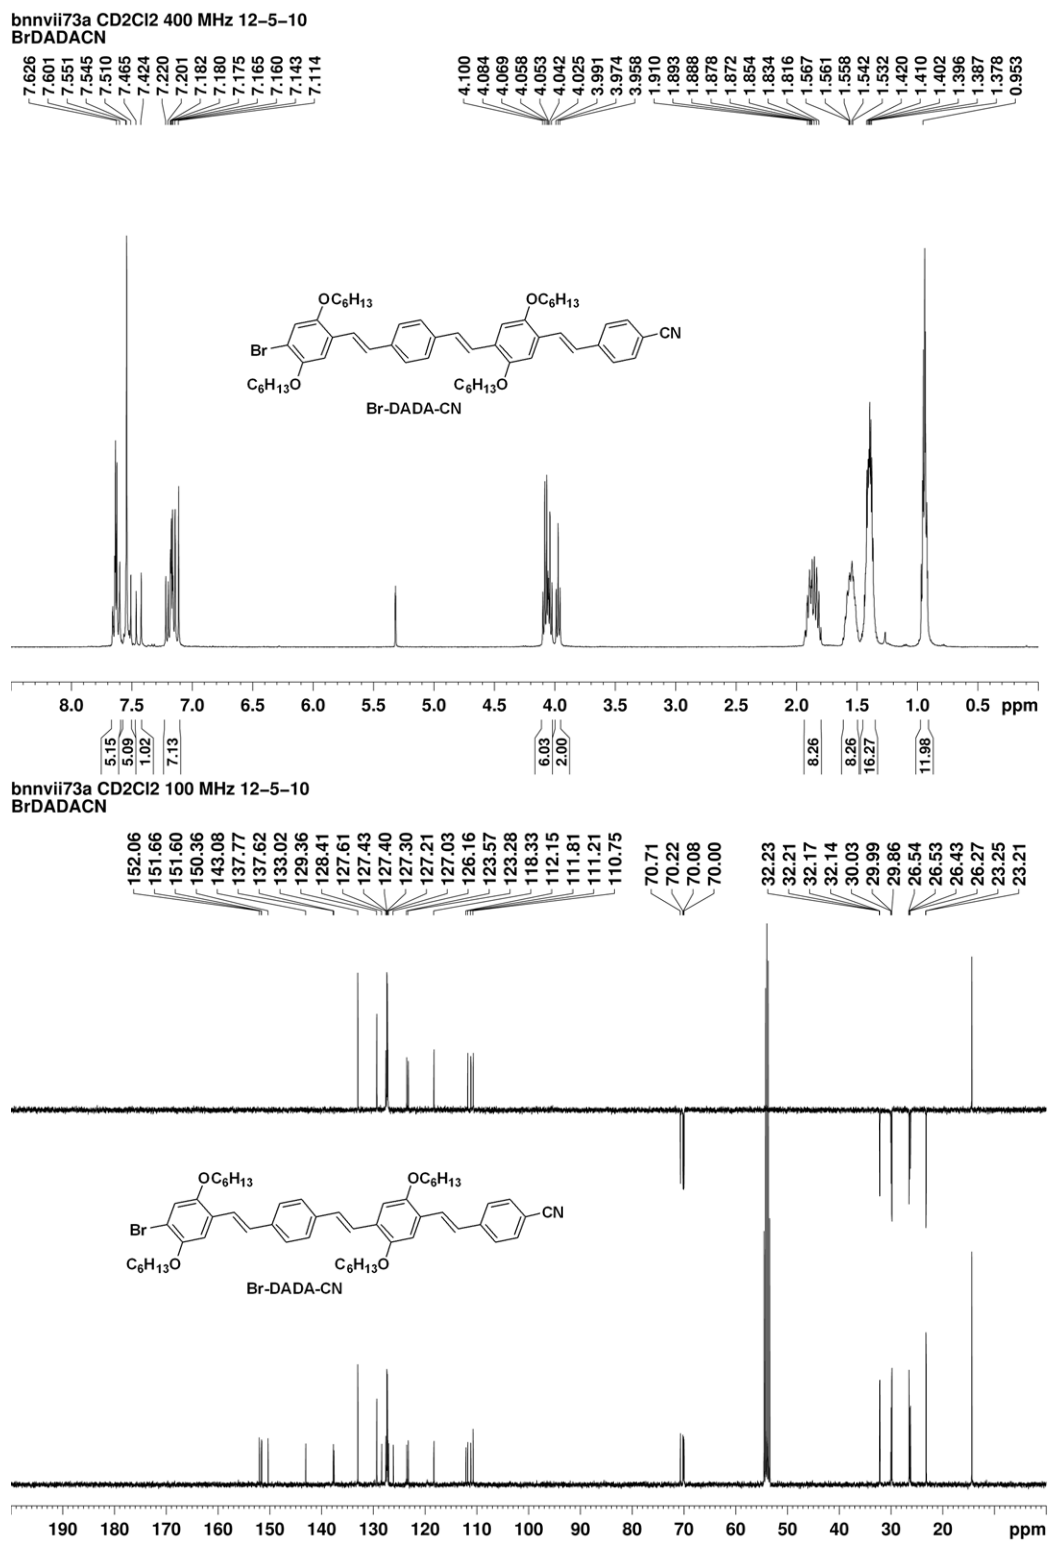 bnnvii73a CD2Cl2 400 MHz 12–5–10
BrDADACN
7.626 7.601 7.551 7.545 7.510 7.465 7.424 7.220 7.201 7.182 7.180 7.175 7.165 7.160 7.143 7.114 4.100 4.084 4.069 4.058 4.053 4.042 4.025 3.991 3.974 3.958 1.910 1.893 1.888 1.878 1.872 1.854 1.834 1.816 1.567 1.561 1.558 1.542 1.532 1.420 1.410 1.402 1.396 1.387 1.378 0.953
OC6H13 OC6H13
Br CN
C6H13O C6H13O
Br-DADA-CN
8.0 7.5 7.0 6.5 6.0 5.5 5.0 4.5 4.0 3.5 3.0 2.5 2.0 1.5 1.0 0.5 ppm
5.15 5.09 1.02 7.13 6.03 2.00 8.26 8.26 16.27 11.98
bnnvii73a CD2Cl2 100 MHz 12–5–10
BrDADACN
152.06 151.66 151.60 150.36 143.08 137.77 137.62 133.02 129.36 128.41 127.61 127.43 127.40 127.30 127.21 127.03 126.16 123.57 123.28 118.33 112.15 111.81 111.21 110.75 70.71 70.22 70.08 70.00 32.23 32.21 32.17 32.14 30.03 29.99 29.86 26.54 26.53 26.43 26.27 23.25 23.21
OC6H13 OC6H13
Br CN
C6H13O C6H13O
Br-DADA-CN
190 180 170 160 150 140 130 120 110 100 90 80 70 60 50 40 30 20 ppm